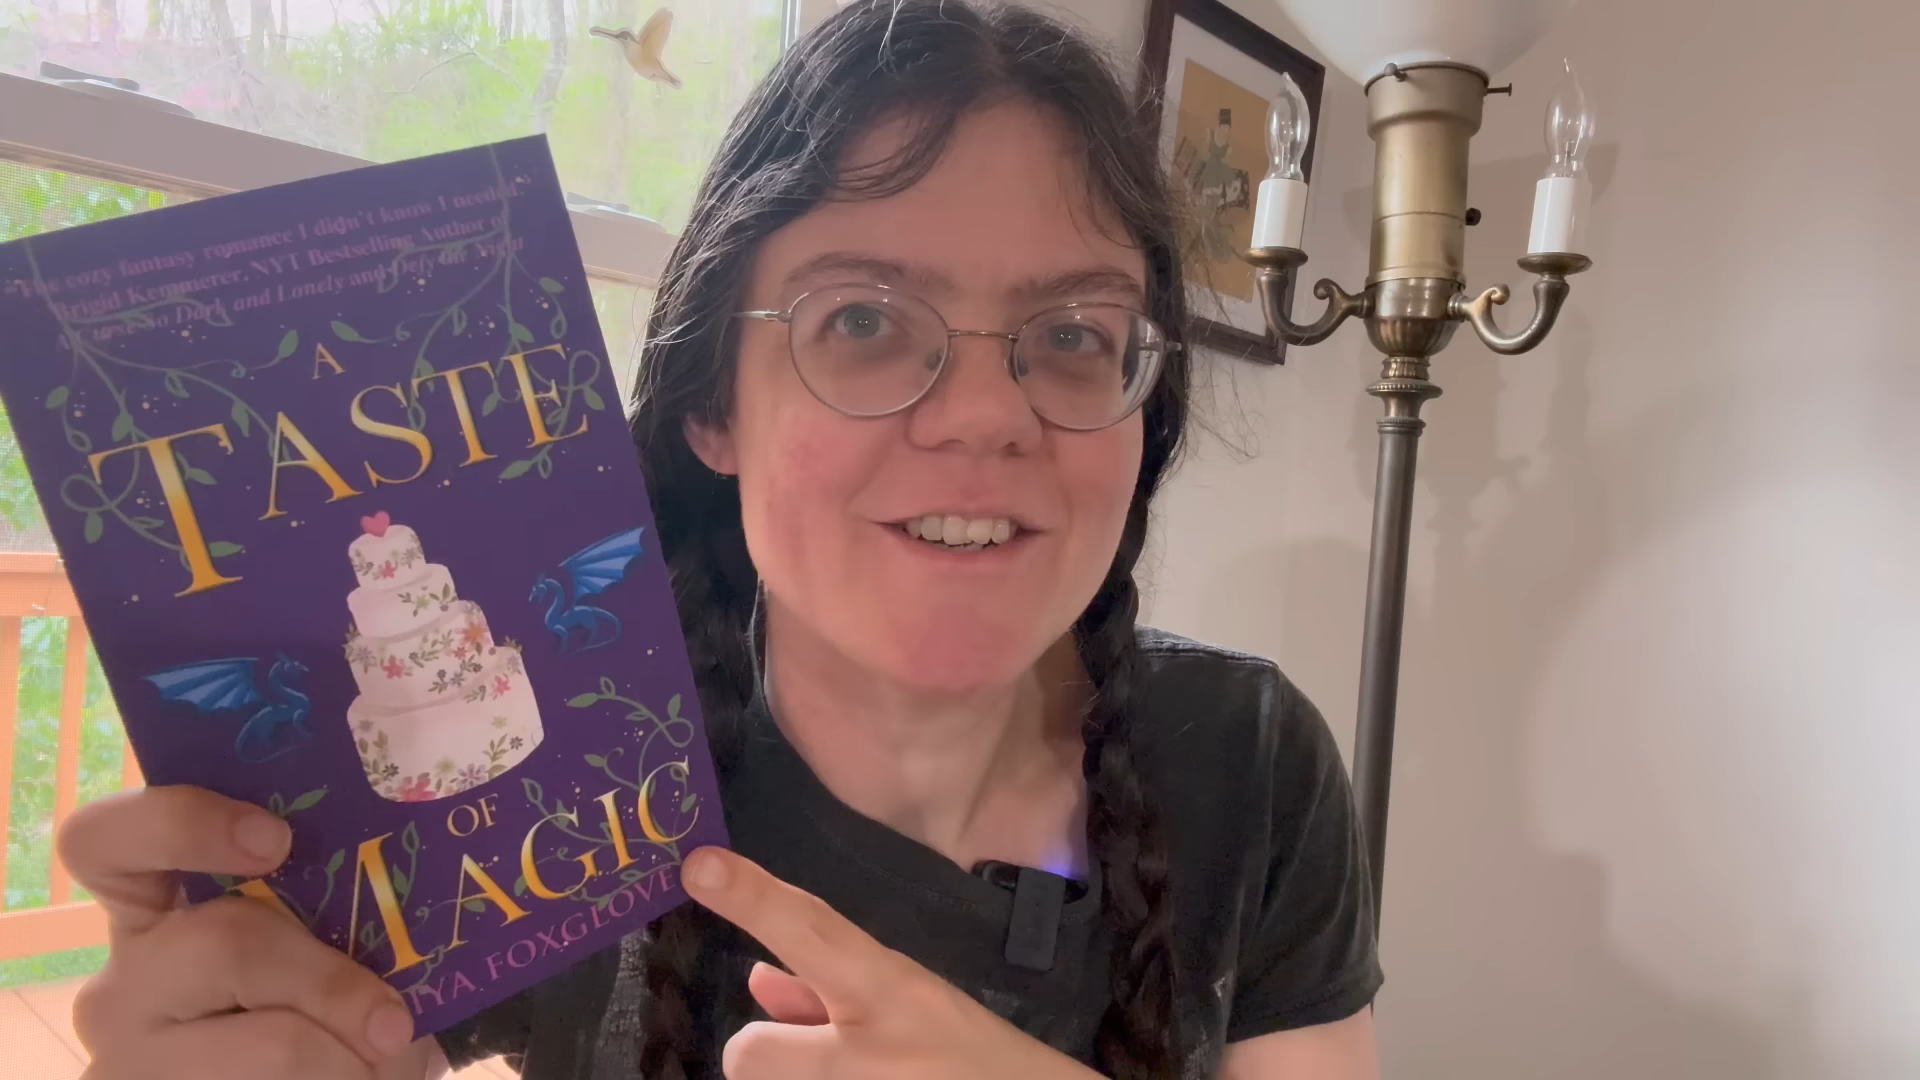 "The cozy fantasy romance I didn't know I needed."
Brigid Kemmerer, NYT Bestselling Author of
A Curse So Dark and Lonely and Defy the Night
A
TASTE
OF
MAGIC
IYA FOXGLOVE